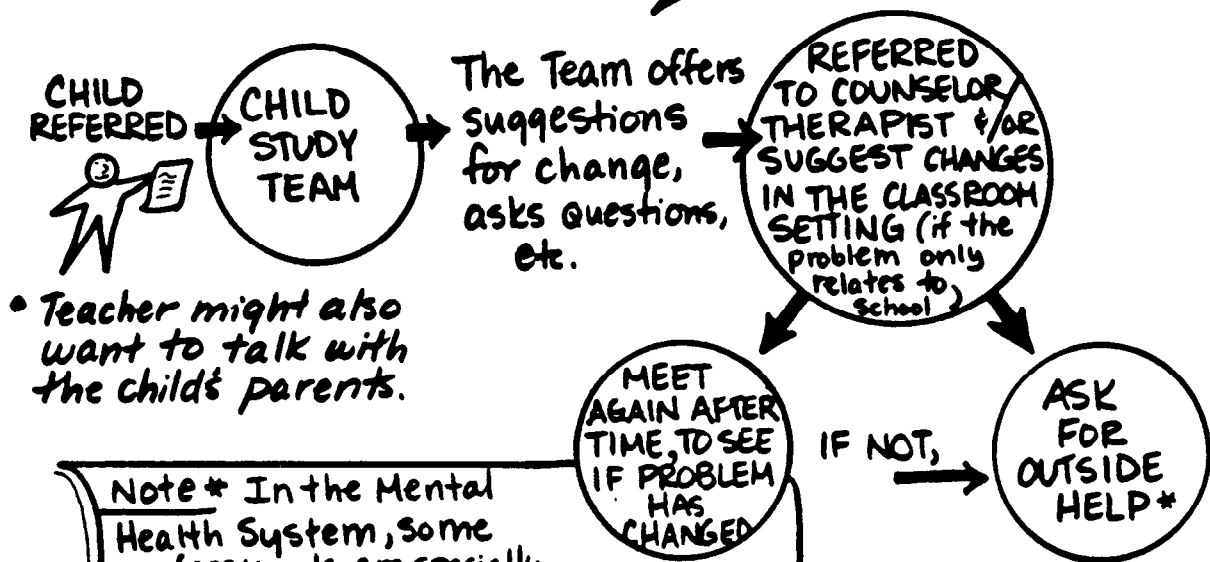 CHILD
REFERRED
CHILD
STUDY
TEAM
The Team offers
suggestions
for change,
asks questions,
etc.
REFERRED
TO COUNSELOR/
THERAPIST &/OR
SUGGEST CHANGES
IN THE CLASSROOM
SETTING (if the
problem only
relates to
school)
• Teacher might also
want to talk with
the child's parents.
MEET
AGAIN AFTER
TIME, TO SEE
IF PROBLEM
HAS
CHANGED
IF NOT,
ASK
FOR
OUTSIDE
HELP*
Note* In the Mental
Health System, some
specially